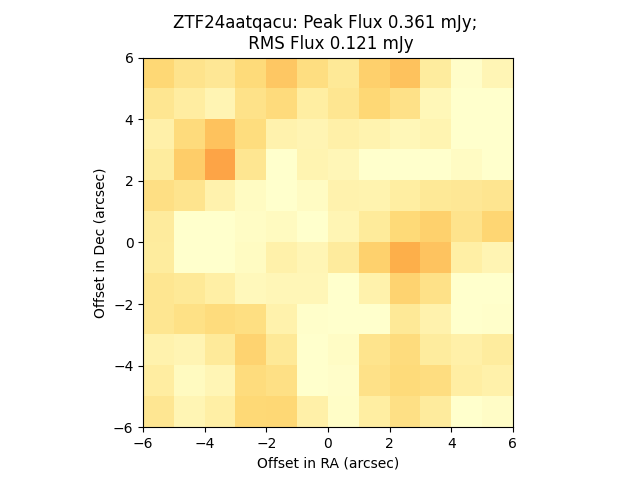 ZTF24aatqacu: Peak Flux 0.361 mJy;
RMS Flux 0.121 mJy
Offset in Dec (arcsec)
6
4
2
0
−2
−4
−6
−6 −4 −2 0 2 4 6
Offset in RA (arcsec)